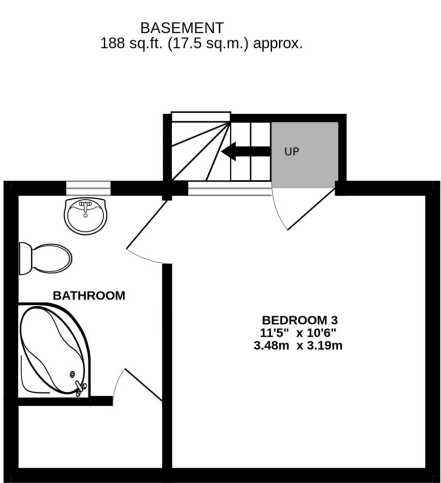 BASEMENT
188 sq.ft. (17.5 sq.m.) approx.
UP
BATHROOM
BEDROOM 3
11'5" x 10'6"
3.48m x 3.19m